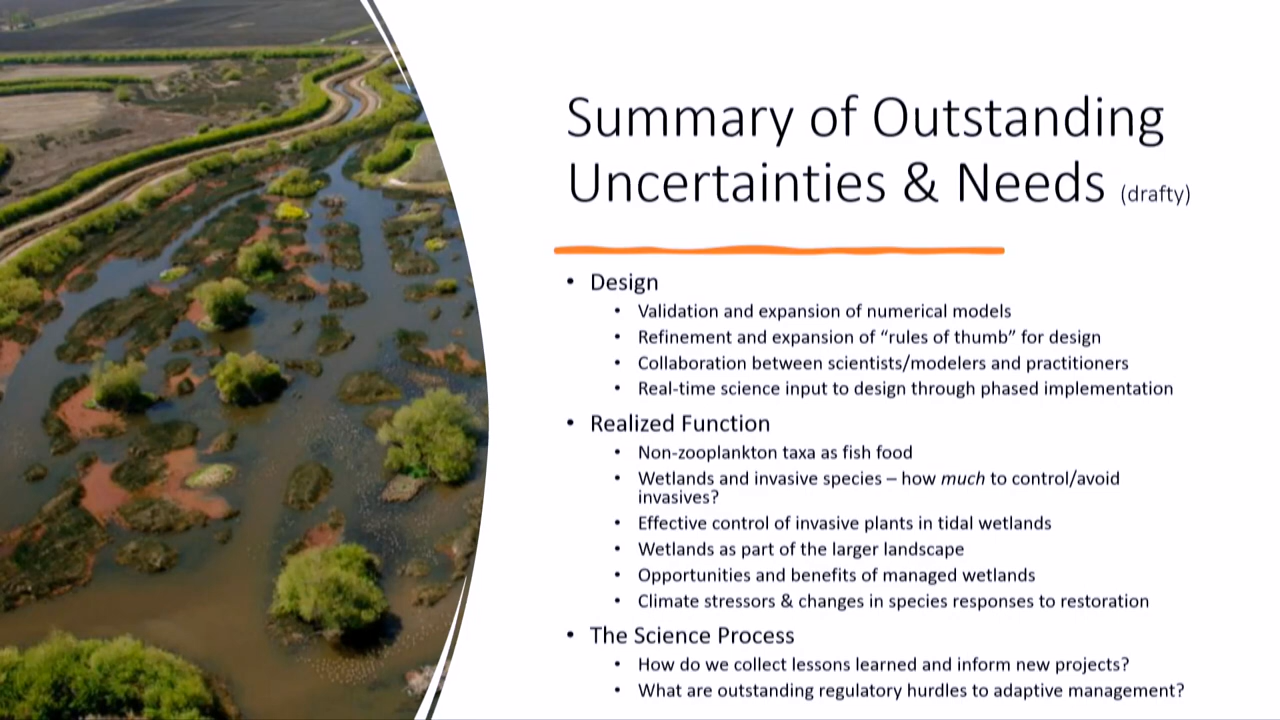 Summary of Outstanding
Uncertainties & Needs (drafty)
• Design
• Validation and expansion of numerical models
• Refinement and expansion of “rules of thumb” for design
• Collaboration between scientists/modelers and practitioners
• Real-time science input to design through phased implementation
• Realized Function
• Non-zooplankton taxa as fish food
• Wetlands and invasive species – how much to control/avoid
invasives?
• Effective control of invasive plants in tidal wetlands
• Wetlands as part of the larger landscape
• Opportunities and benefits of managed wetlands
• Climate stressors & changes in species responses to restoration
• The Science Process
• How do we collect lessons learned and inform new projects?
• What are outstanding regulatory hurdles to adaptive management?